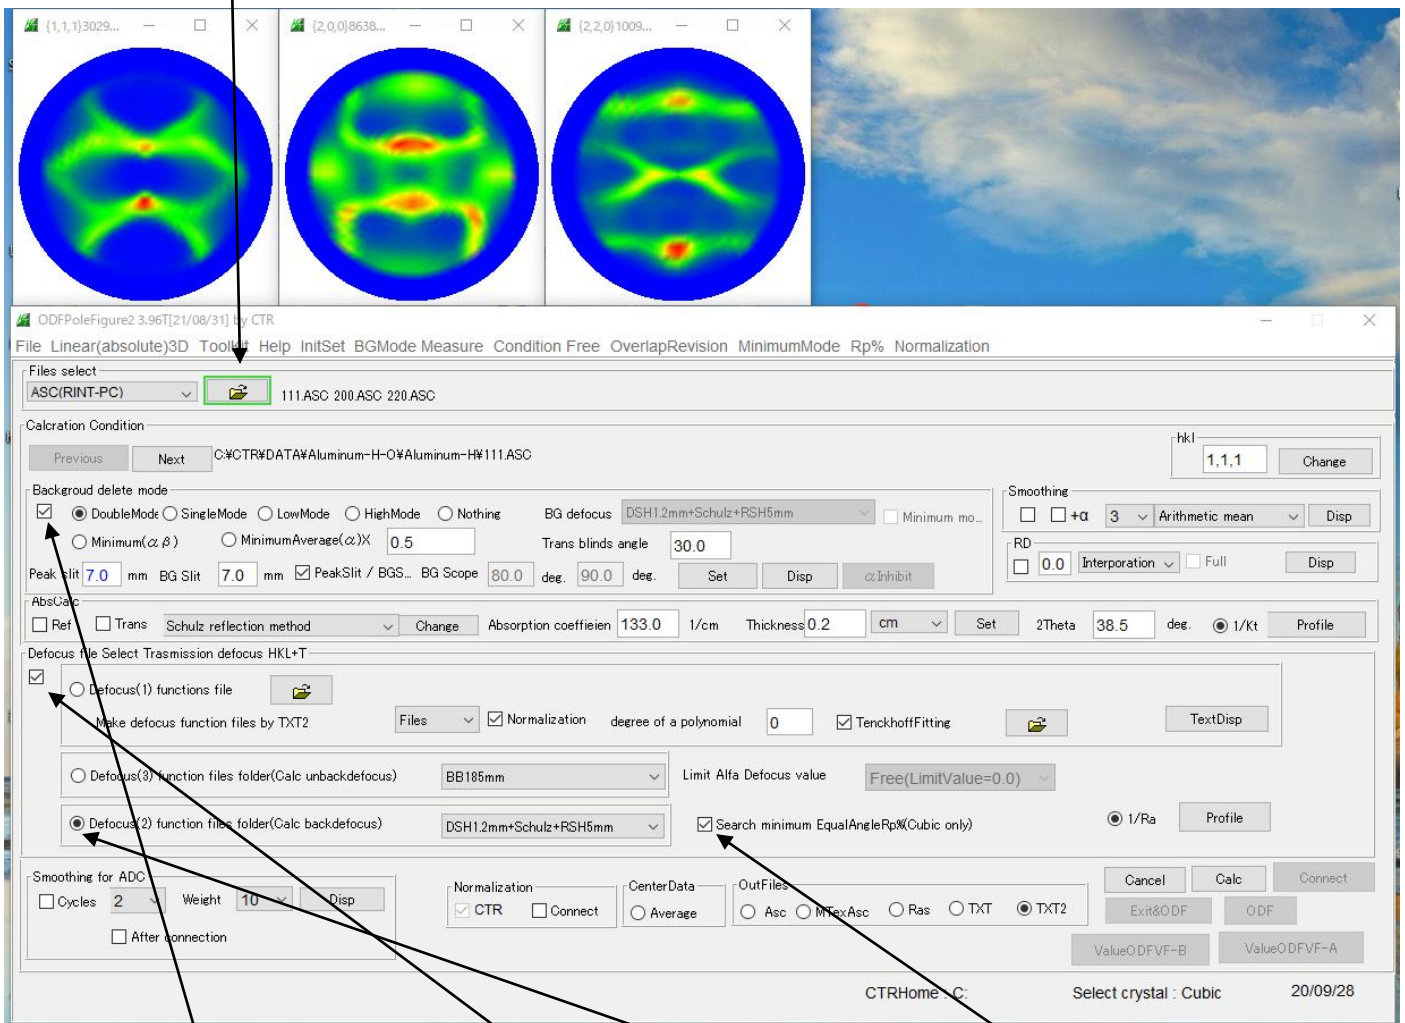 {1,1,1}3029...
{2,0,0}8638...
{2,2,0}1009...
ODFPoleFigure2 3.96T[21/08/31] by CTR
File Linear(absolute)3D Toolkit Help InitSet BGMode Measure Condition Free OverlapRevision MinimumMode Rp% Normalization
Files select
ASC(RINT-PC) 111.ASC 200.ASC 220.ASC
Calcration Condition
Previous Next C:¥CTR¥DATA¥Aluminum-H-O¥Aluminum-H¥111.ASC
hkl
1,1,1 Change
Backgroud delete mode
DoubleMode SingleMode LowMode HighMode Nothing BG defocus DSH1.2mm+Schulz+RSH5mm Minimum mo...
Minimum(αβ) MinimumAverage(α)X 0.5 Trans blinds angle 30.0
Peak slit 7.0 mm BG Slit 7.0 mm PeakSlit / BGS... BG Scope 80.0 deg. 90.0 deg. Set Disp αInhibit
Smoothing
+α 3 Arithmetic mean Disp
RD
0.0 Interporation Full Disp
AbsCalc
Ref Trans Schulz reflection method Change Absorption coeffieien 133.0 1/cm Thickness 0.2 cm Set 2Theta 38.5 deg. 1/Kt Profile
Defocus file Select Trasmission defocus HKL+T
Defocus(1) functions file
Make defocus function files by TXT2 Files Normalization degree of a polynomial 0 TenckhoffFitting TextDisp
Defocus(3) function files folder(Calc unbackdefocus) BB185mm Limit Alfa Defocus value Free(LimitValue=0.0)
Defocus(2) function files folder(Calc backdefocus) DSH1.2mm+Schulz+RSH5mm Search minimum EqualAngleRp%(Cubic only) 1/Ra Profile
Smoothing for ADC
Cycles 2 Weight 10 Disp
After connection
Normalization
CTR Connect
CenterData
Average
OutFiles
Asc MTexAsc Ras TXT TXT2
Cancel Calc Connect
Exit&ODF ODF
ValueODFVF-B ValueODFVF-A
CTRHome : C: Select crystal : Cubic 20/09/28